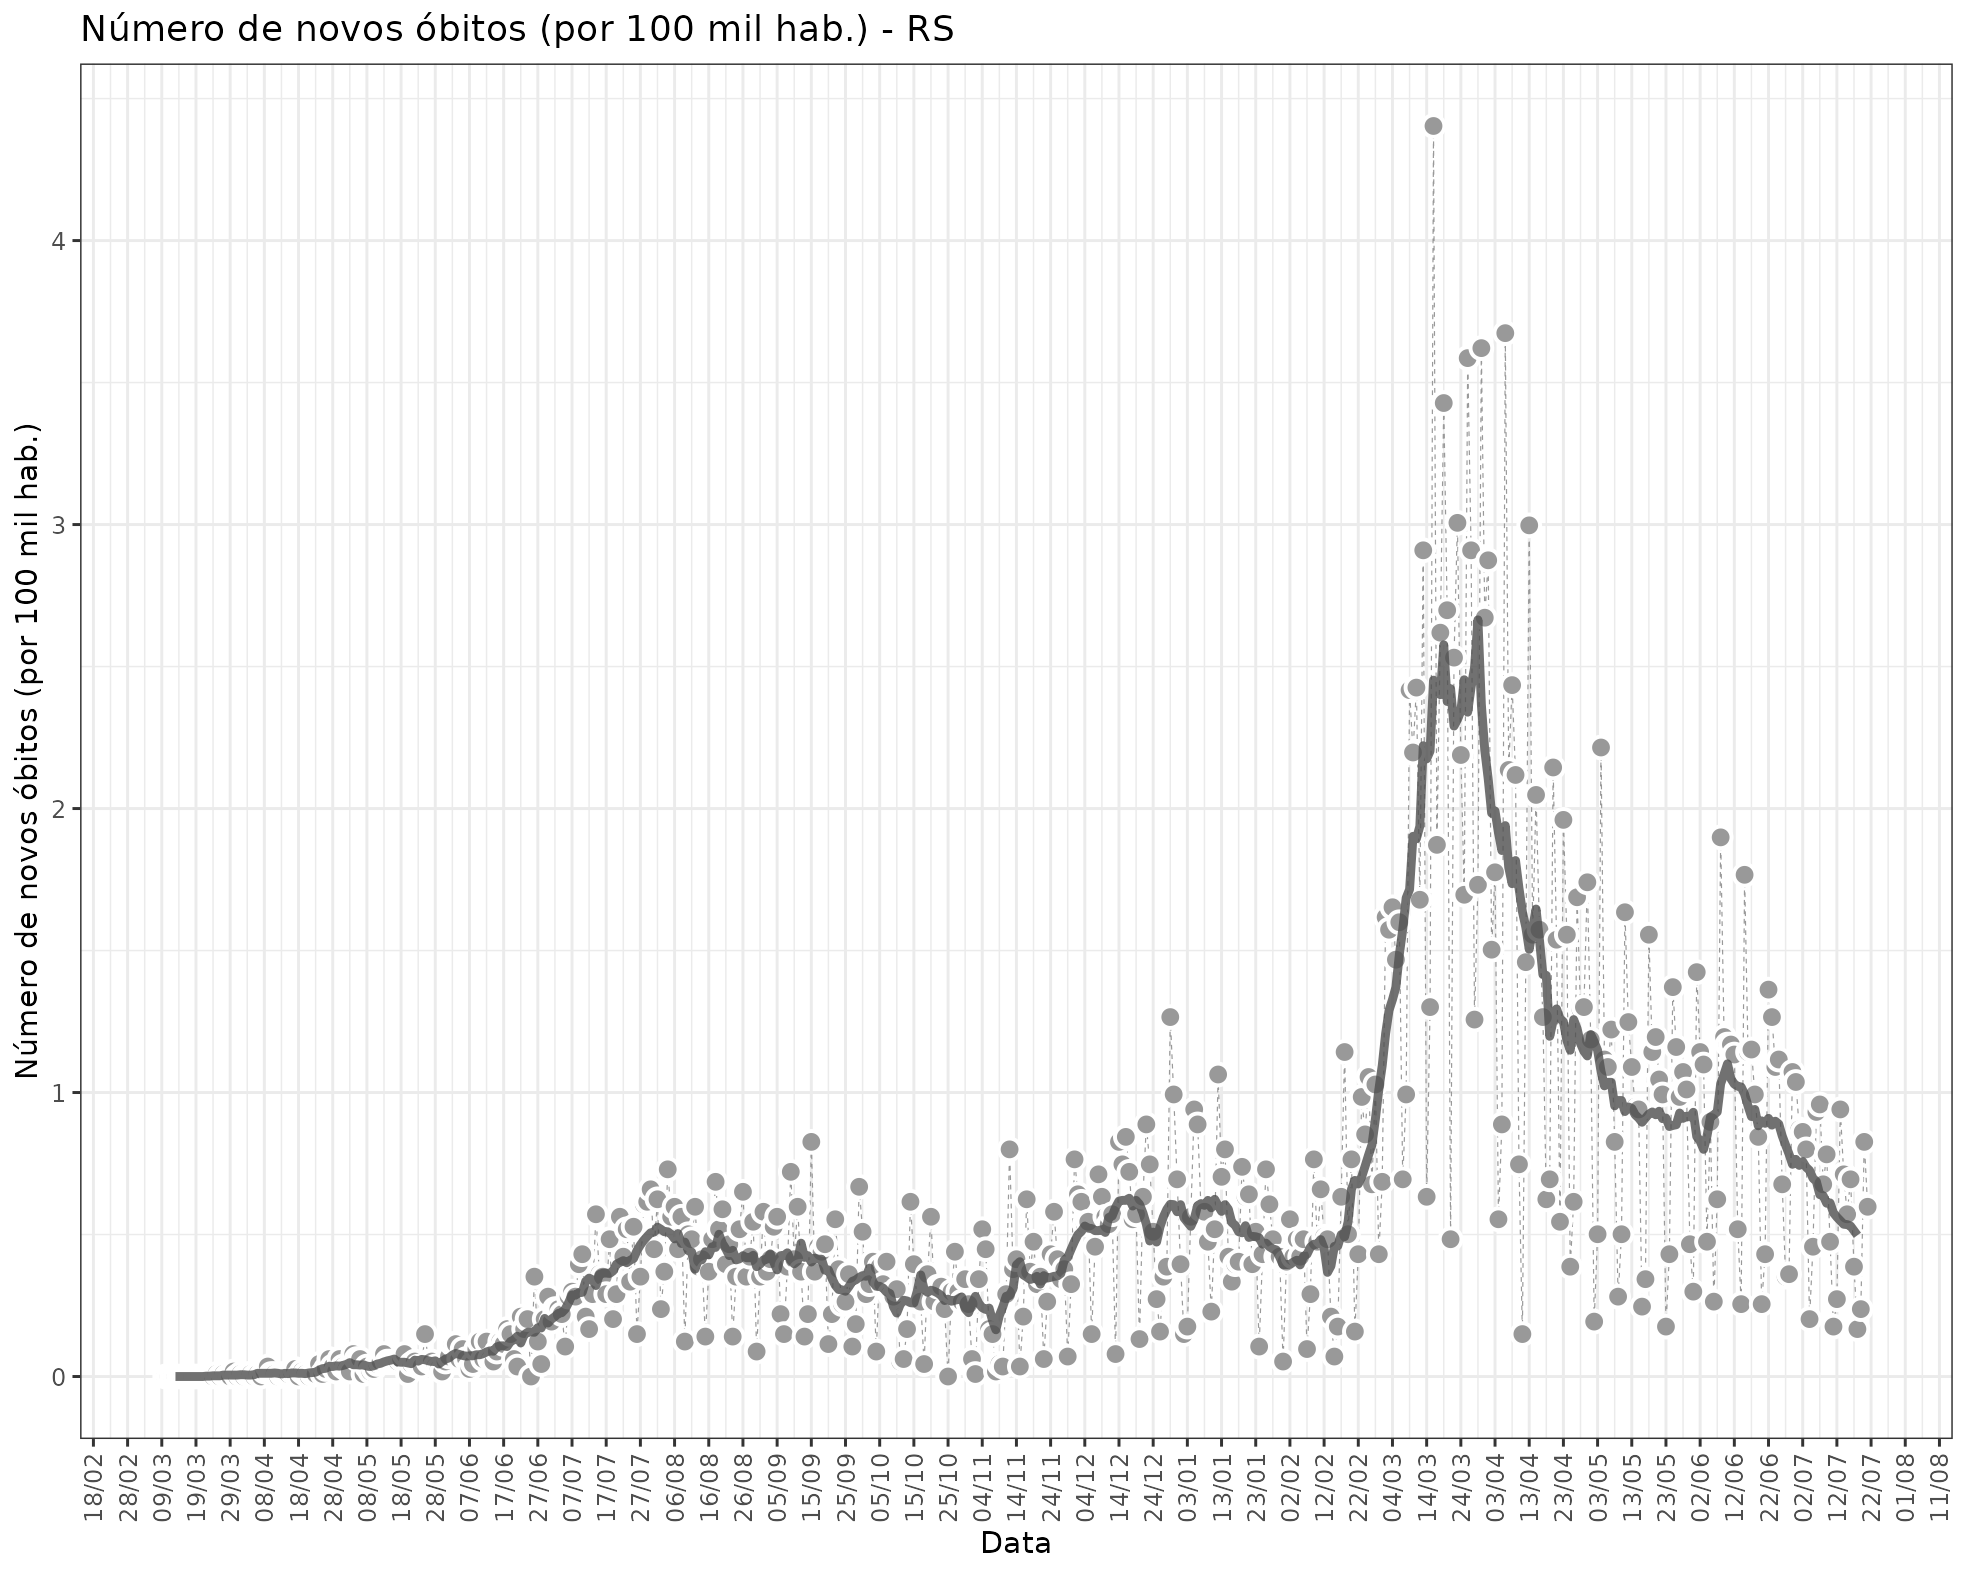 Número de novos óbitos (por 100 mil hab.) - RS
Número de novos óbitos (por 100 mil hab.)
4
3
2
1
0
18/02 28/02 09/03 19/03 29/03 08/04 18/04 28/04 08/05 18/05 28/05 07/06 17/06 27/06 07/07 17/07 27/07 06/08 16/08 26/08 05/09 15/09 25/09 05/10 15/10 25/10 04/11 14/11 24/11 04/12 14/12 24/12 03/01 13/01 23/01 02/02 12/02 22/02 04/03 14/03 24/03 03/04 13/04 23/04 03/05 13/05 23/05 02/06 12/06 22/06 02/07 12/07 22/07 01/08 11/08
Data